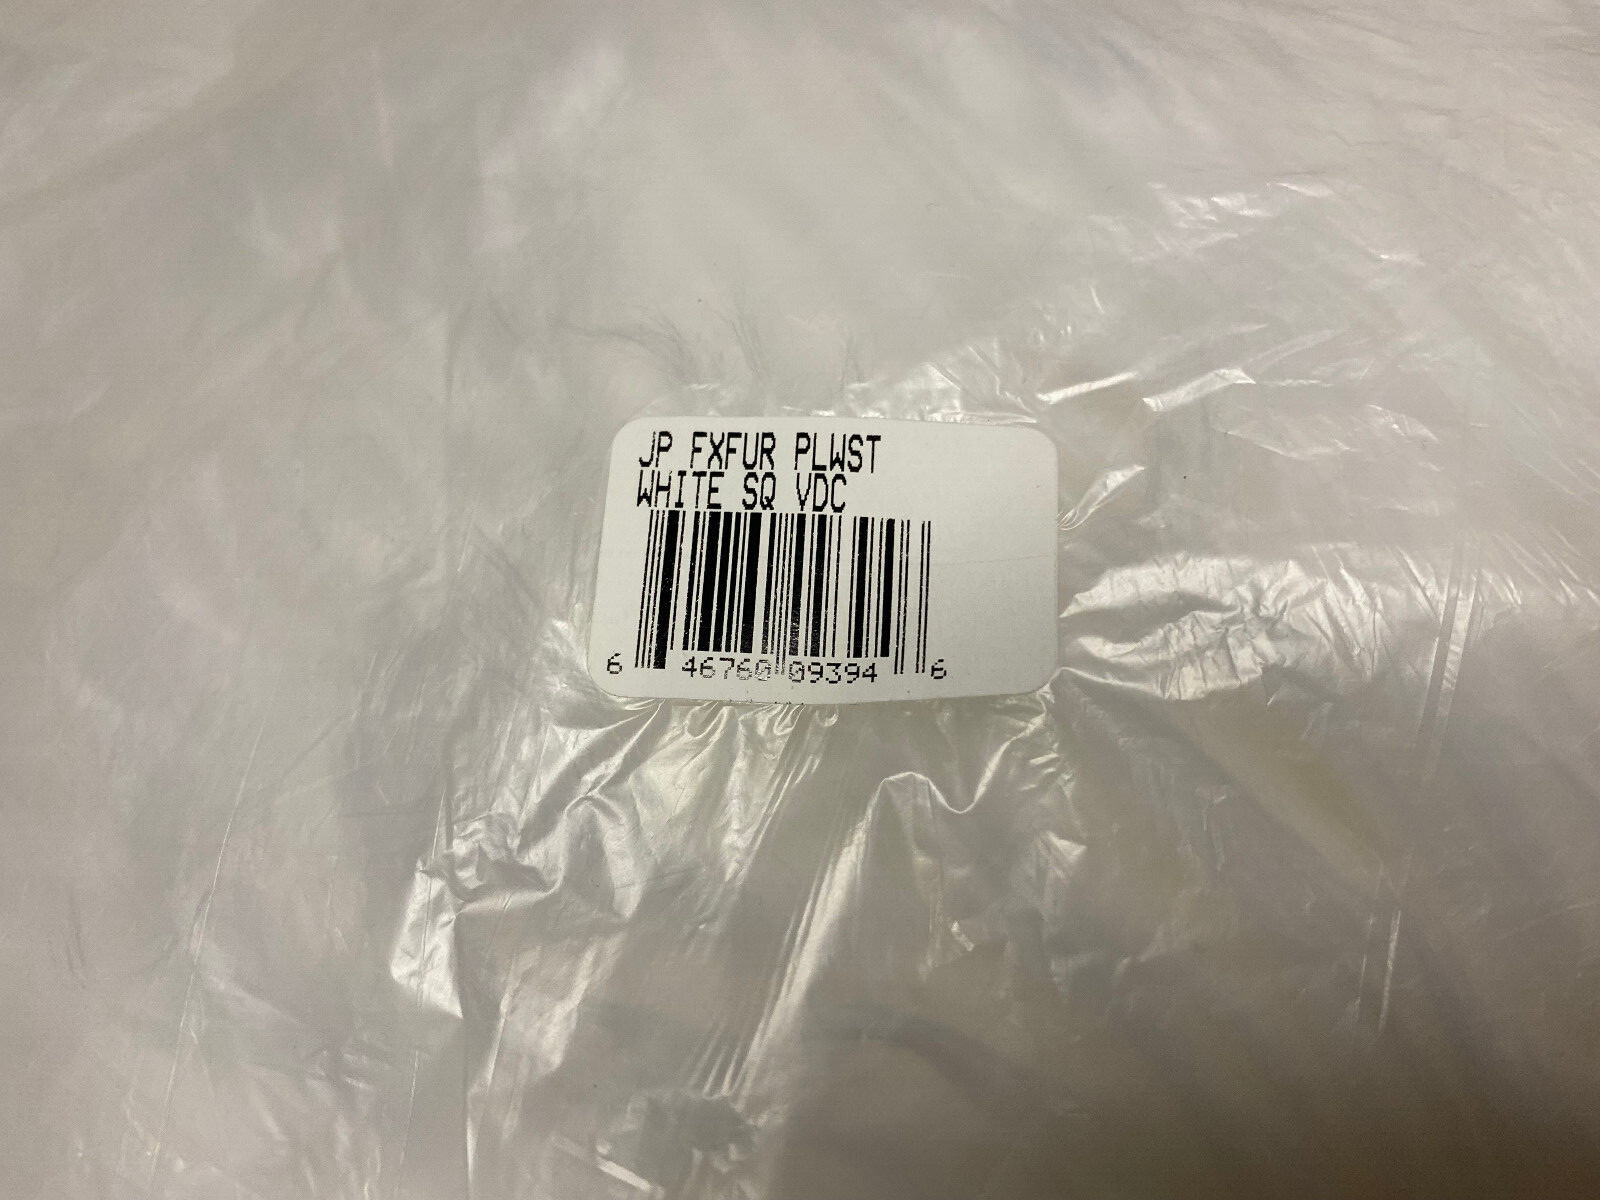 JP FXFUR PLWST
WHITE SQ VDC
6 46760 09394 6